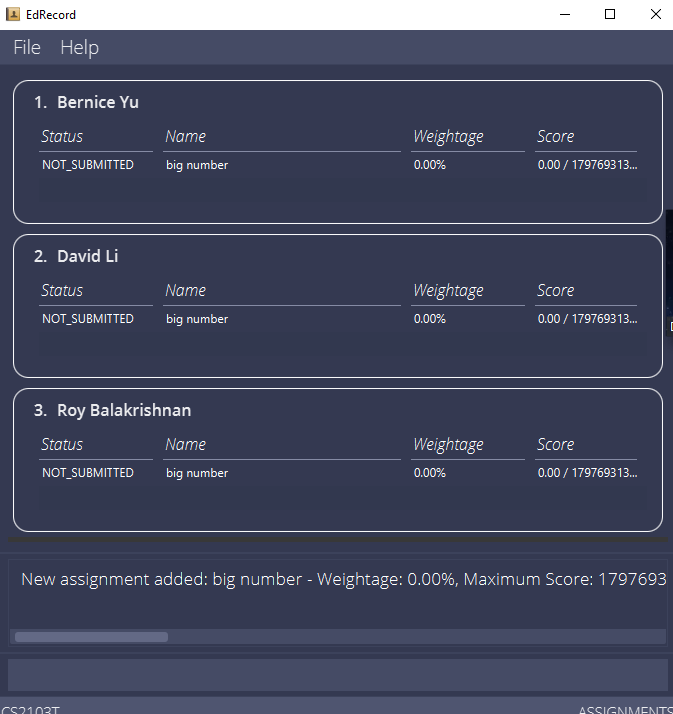 EdRecord
File Help
1. Bernice Yu
Status Name Weightage Score
NOT_SUBMITTED big number 0.00% 0.00 / 179769313...
2. David Li
Status Name Weightage Score
NOT_SUBMITTED big number 0.00% 0.00 / 179769313...
3. Roy Balakrishnan
Status Name Weightage Score
NOT_SUBMITTED big number 0.00% 0.00 / 179769313...
New assignment added: big number - Weightage: 0.00%, Maximum Score: 1797693
CS2103T ASSIGNMENTS